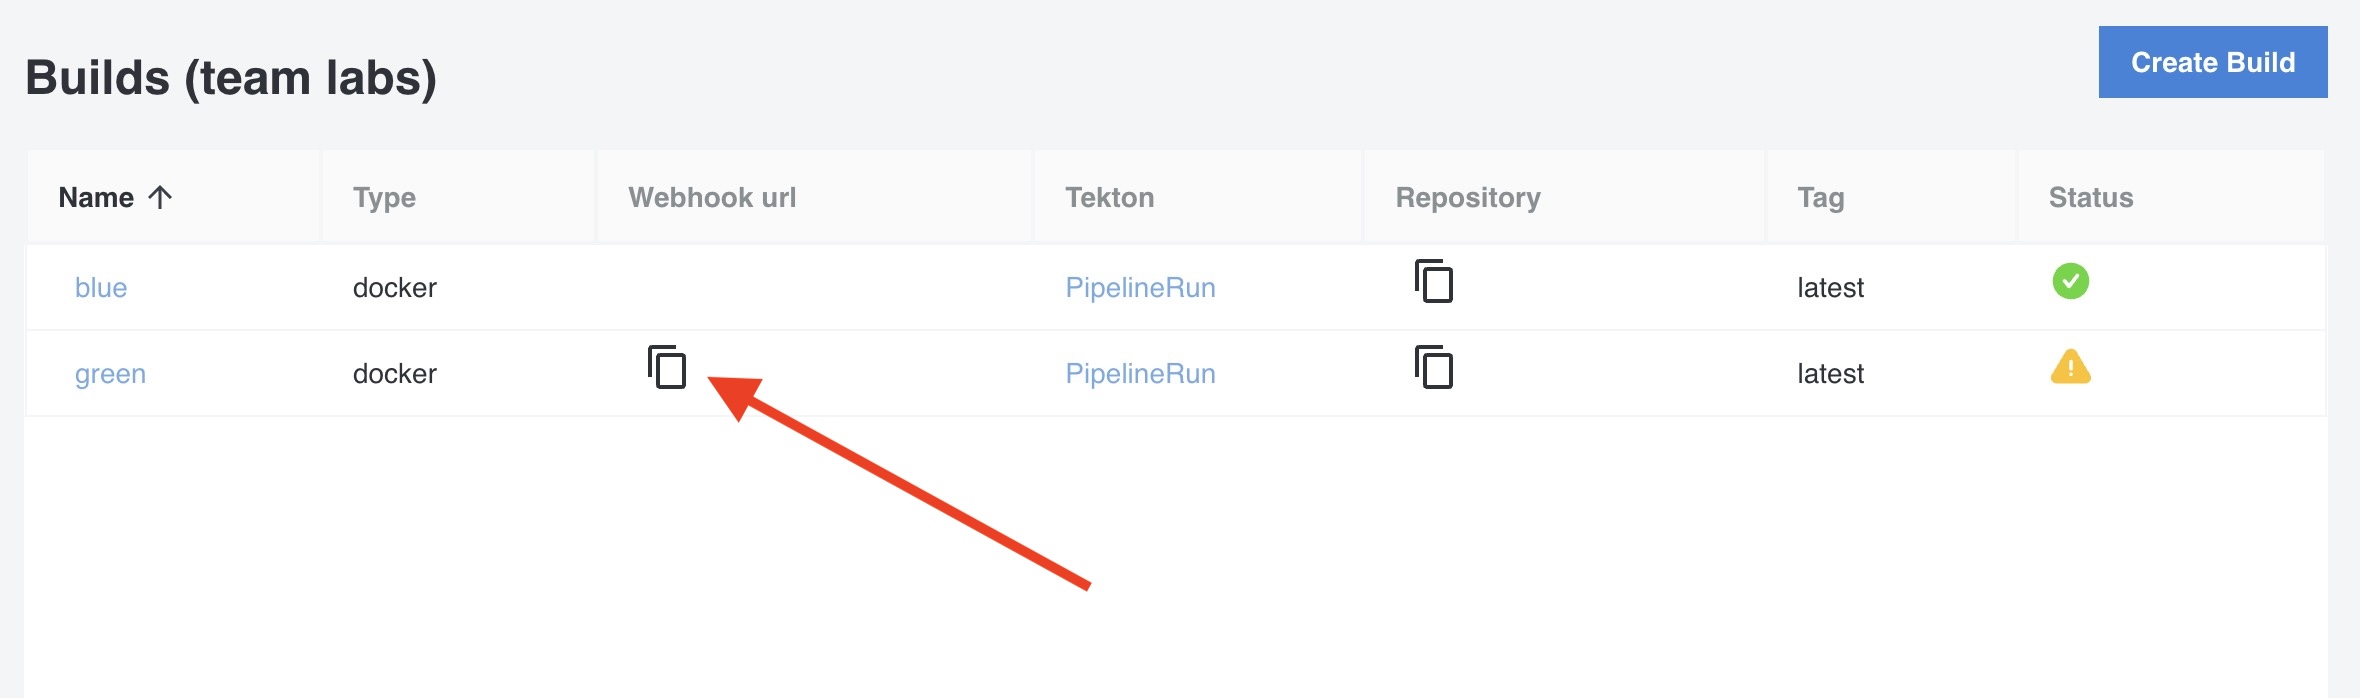 Builds (team labs)
Create Build
Name Type Webhook url Tekton Repository Tag Status
blue docker PipelineRun latest
green docker PipelineRun latest